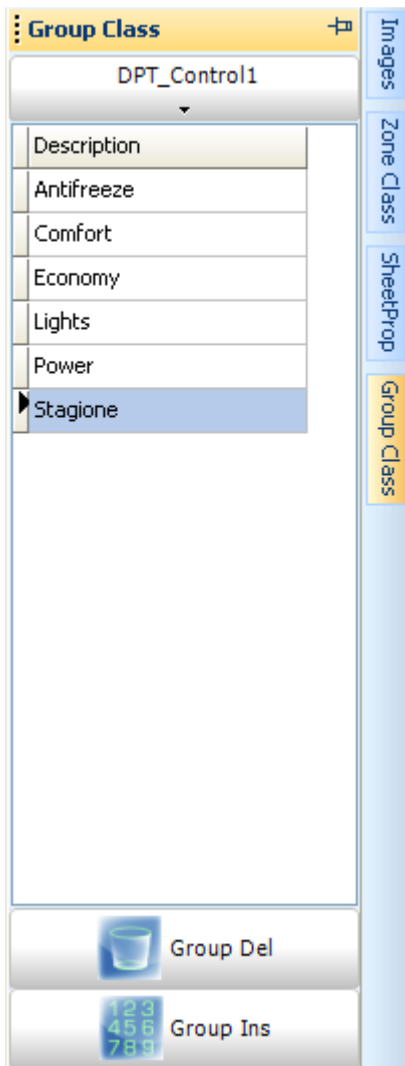 Group Class
DPT_Control1
Description
Antifreeze
Comfort
Economy
Lights
Power
Stagione
Group Del
123
456
789
Group Ins
Images
Zone Class
SheetProp
Group Class